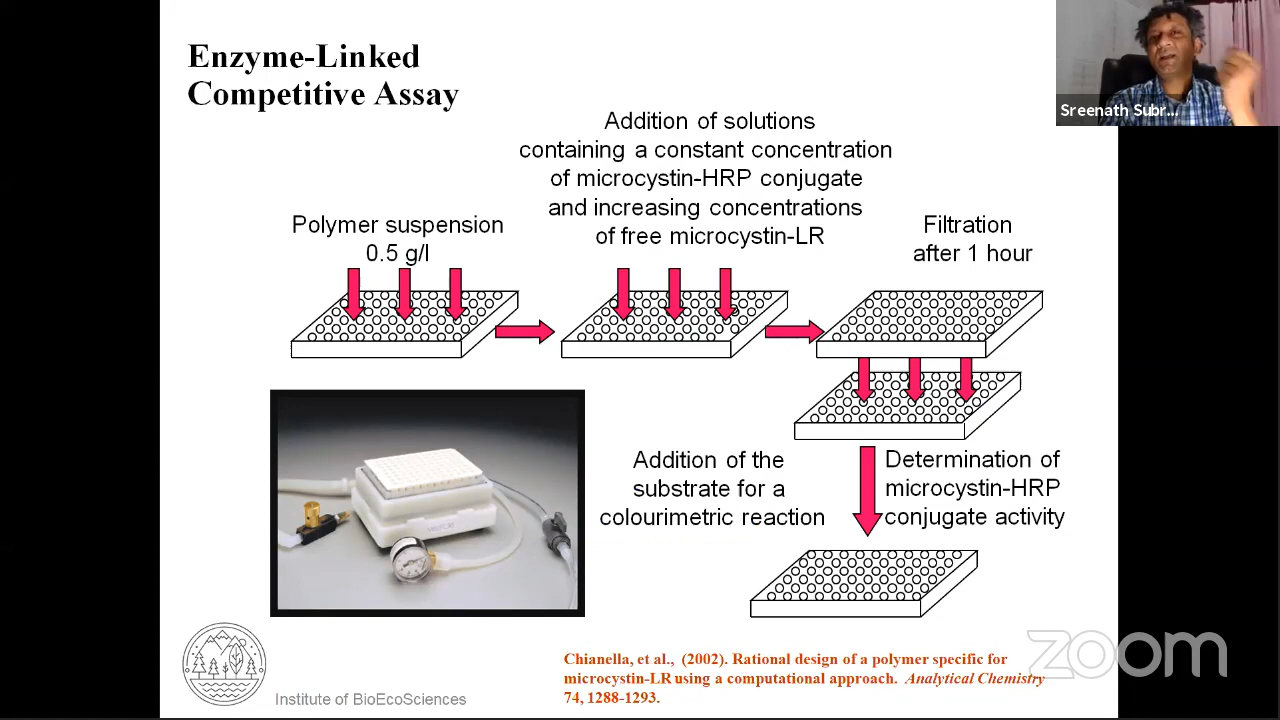 Enzyme-Linked
Competitive Assay
Sreenath Subr...
Addition of solutions
containing a constant concentration
of microcystin-HRP conjugate
and increasing concentrations
of free microcystin-LR
Polymer suspension
0.5 g/l
Filtration
after 1 hour
Addition of the
substrate for a
colourimetric reaction
Determination of
microcystin-HRP
conjugate activity
Chianella, et al., (2002). Rational design of a polymer specific for
microcystin-LR using a computational approach. Analytical Chemistry
74, 1288-1293.
Institute of BioEcoSciences
zoom